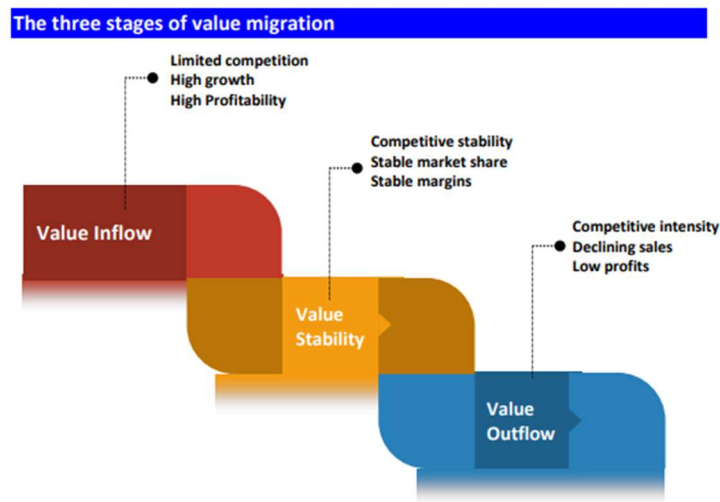 The three stages of value migration
Limited competition
High growth
High Profitability
Value Inflow
Competitive stability
Stable market share
Stable margins
Value
Stability
Competitive intensity
Declining sales
Low profits
Value
Outflow